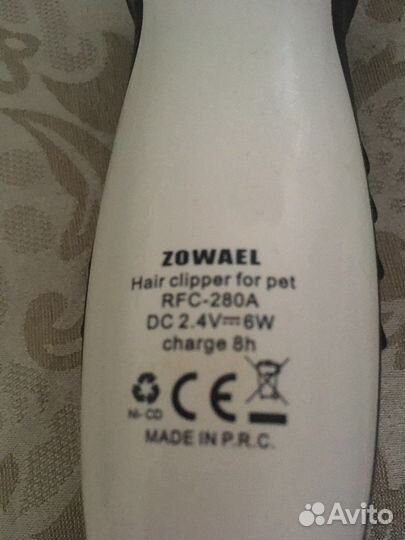 ZOWAEL
Hair clipper for pet
RFC-280A
DC 2.4V⎓6W
charge 8h
Ni-CD
CE
MADE IN P.R.C.
Avito